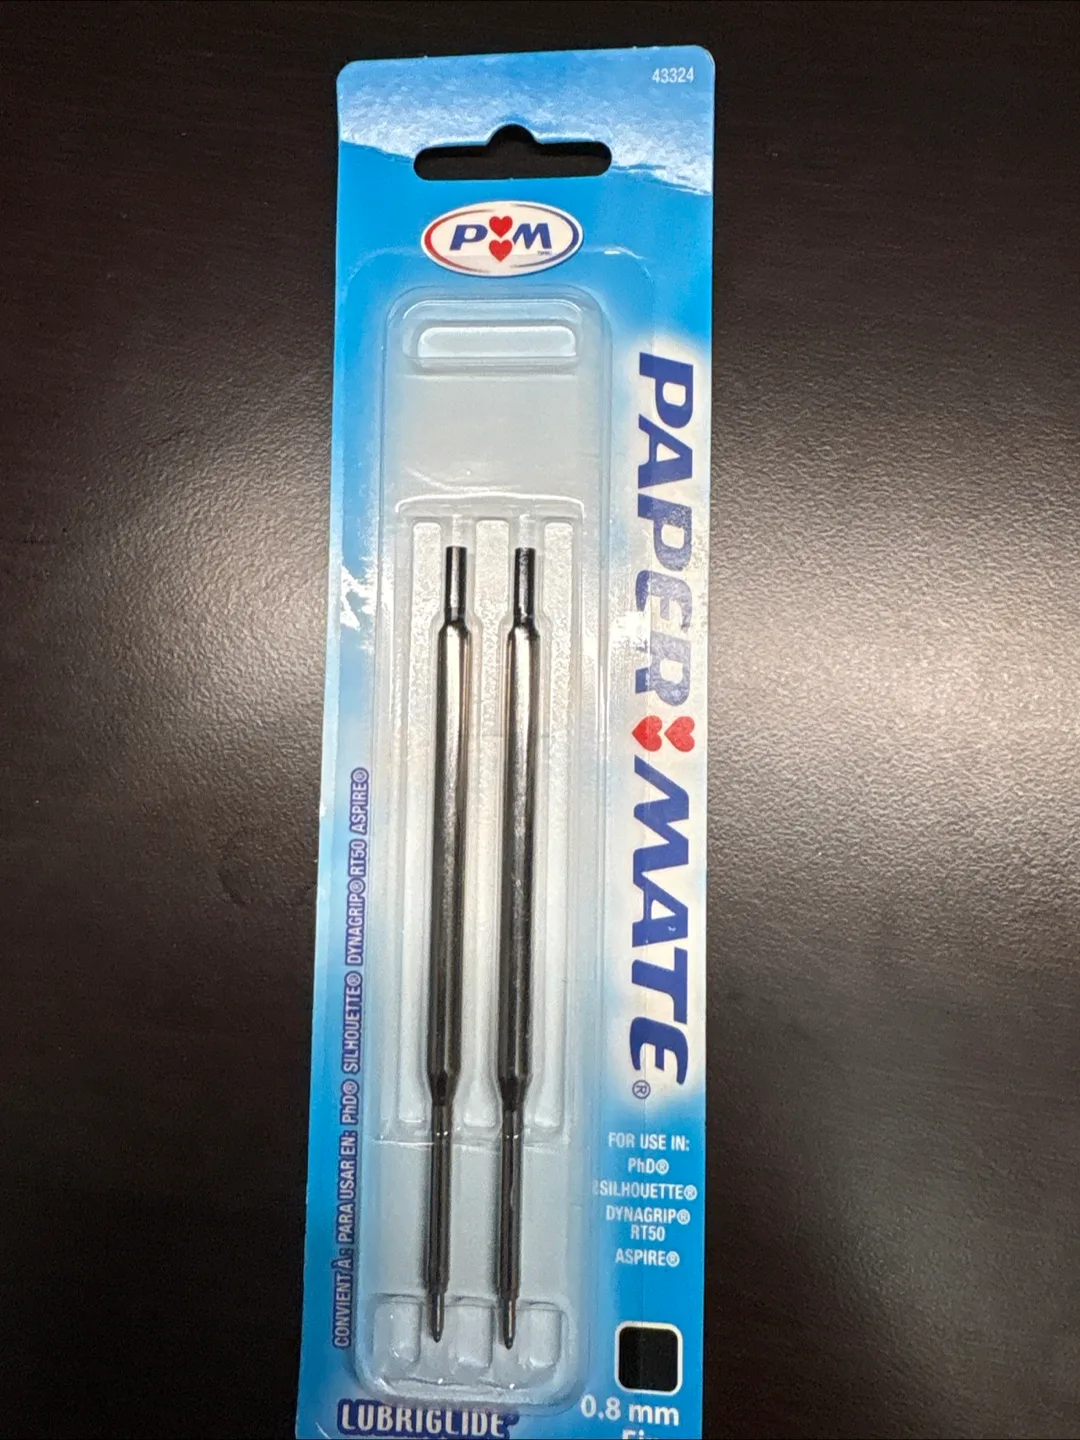 43324
P♥M
PAPER♥MATE®
CONVIENT À: PARA USAR EN: PhD® SILHOUETTE® DYNAGRIP® RT50 ASPIRE®
FOR USE IN:
PhD®
SILHOUETTE®
DYNAGRIP®
RT50
ASPIRE®
0.8 mm
LUBRIGLIDE